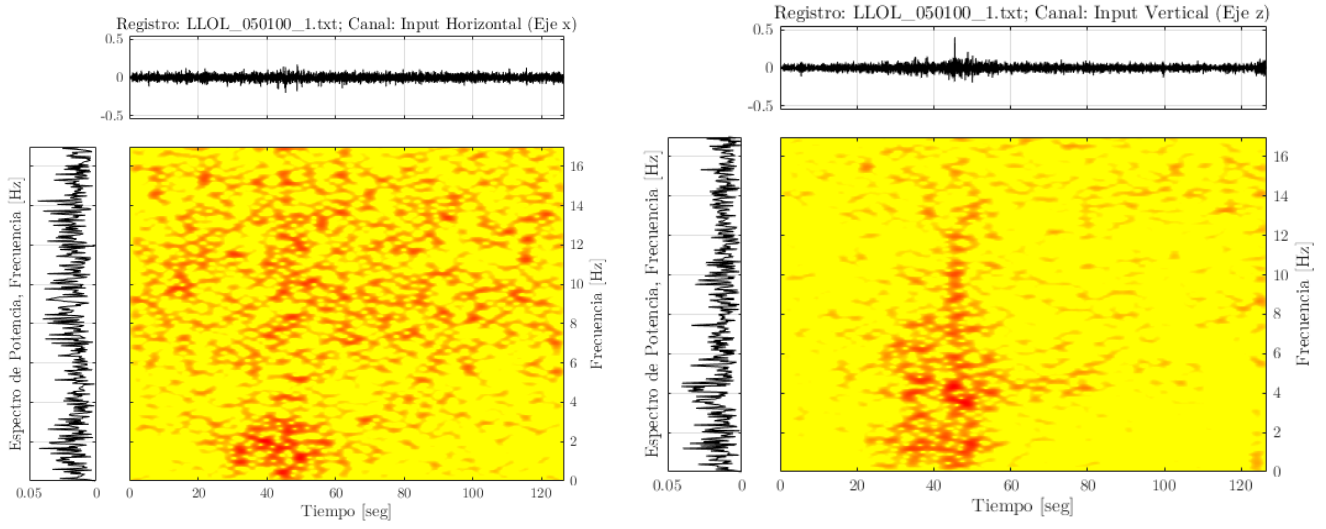 Registro: LLOL_050100_1.txt; Canal: Input Horizontal (Eje x)
0.5
0
-0.5
Espectro de Potencia, Frecuencia [Hz]
0.05 0
16
14
12
10
8
6
4
2
0
Frecuencia [Hz]
0 20 40 60 80 100 120
Tiempo [seg]
Registro: LLOL_050100_1.txt; Canal: Input Vertical (Eje z)
0.5
0
-0.5
Espectro de Potencia, Frecuencia [Hz]
0.05 0
16
14
12
10
8
6
4
2
0
Frecuencia [Hz]
0 20 40 60 80 100 120
Tiempo [seg]